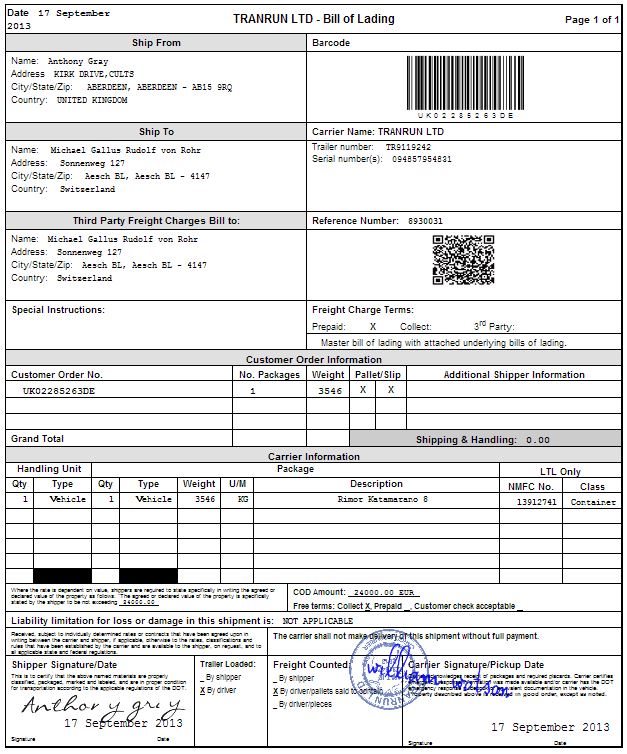 Date 17 September 2013
TRANRUN LTD - Bill of Lading
Page 1 of 1
Ship From
Name: Anthony Gray
Address KIRK DRIVE,CULTS
City/State/Zip: ABERDEEN, ABERDEEN - AB15 9RQ
Country: UNITED KINGDOM
Barcode
UK02285263DE
Ship To
Name: Michael Gallus Rudolf von Rohr
Address: Sonnenweg 127
City/State/Zip: Aesch BL, Aesch BL - 4147
Country: Switzerland
Carrier Name: TRANRUN LTD
Trailer number: TR9119242
Serial number(s): 094857954831
Third Party Freight Charges Bill to:
Name: Michael Gallus Rudolf von Rohr
Address: Sonnenweg 127
City/State/Zip: Aesch BL, Aesch BL - 4147
Country: Switzerland
Reference Number: 8930031
Special Instructions:
Freight Charge Terms:
Prepaid: X Collect: 3rd Party:
Master bill of lading with attached underlying bills of lading.
Customer Order Information
Customer Order No. No. Packages Weight Pallet/Slip Additional Shipper Information
UK02285263DE 1 3546 X X
Grand Total Shipping & Handling: 0.00
Carrier Information
Handling Unit Package LTL Only
Qty Type Qty Type Weight U/M Description NMFC No. Class
1 Vehicle 1 Vehicle 3546 KG Rimor Katamarano 8 13912741 Container
Where the rate is dependent on value, shippers are required to state specifically in writing the agreed or
declared value of the property as follows: "The agreed or declared value of the property is specifically
stated by the shipper to be not exceeding 24000.00
COD Amount: 24000.00 EUR
Free terms: Collect X, Prepaid _, Customer check acceptable _
Liability limitation for loss or damage in this shipment is: NOT APPLICABLE
Received, subject to individually determined rates or contracts that have been agreed upon in
writing between the carrier and shipper, if applicable, otherwise to the rates, classifications and
rules that have been established by the carrier and are available to the shipper, on request, and to
all applicable state and federal regulations.
The carrier shall not make delivery of this shipment without full payment.
Shipper Signature/Date
This is to certify that the above named materials are properly
classified, packaged, marked and labeled, and are in proper condition
for transportation according to the applicable regulations of the DOT.
Anthony gray
17 September 2013
Signature Date
Trailer Loaded:
_ By shipper
X By driver
Freight Counted:
_ By shipper
X By driver/pallets said to contain
_ By driver/pieces
Carrier Signature/Pickup Date
Carrier acknowledges receipt of packages and required placards. Carrier certifies
emergency response information was made available and/or carrier has the DOT
emergency response guidebook or equivalent documentation in the vehicle.
Property described above is received in good order, except as noted.
william watson
17 September 2013
Signature Date